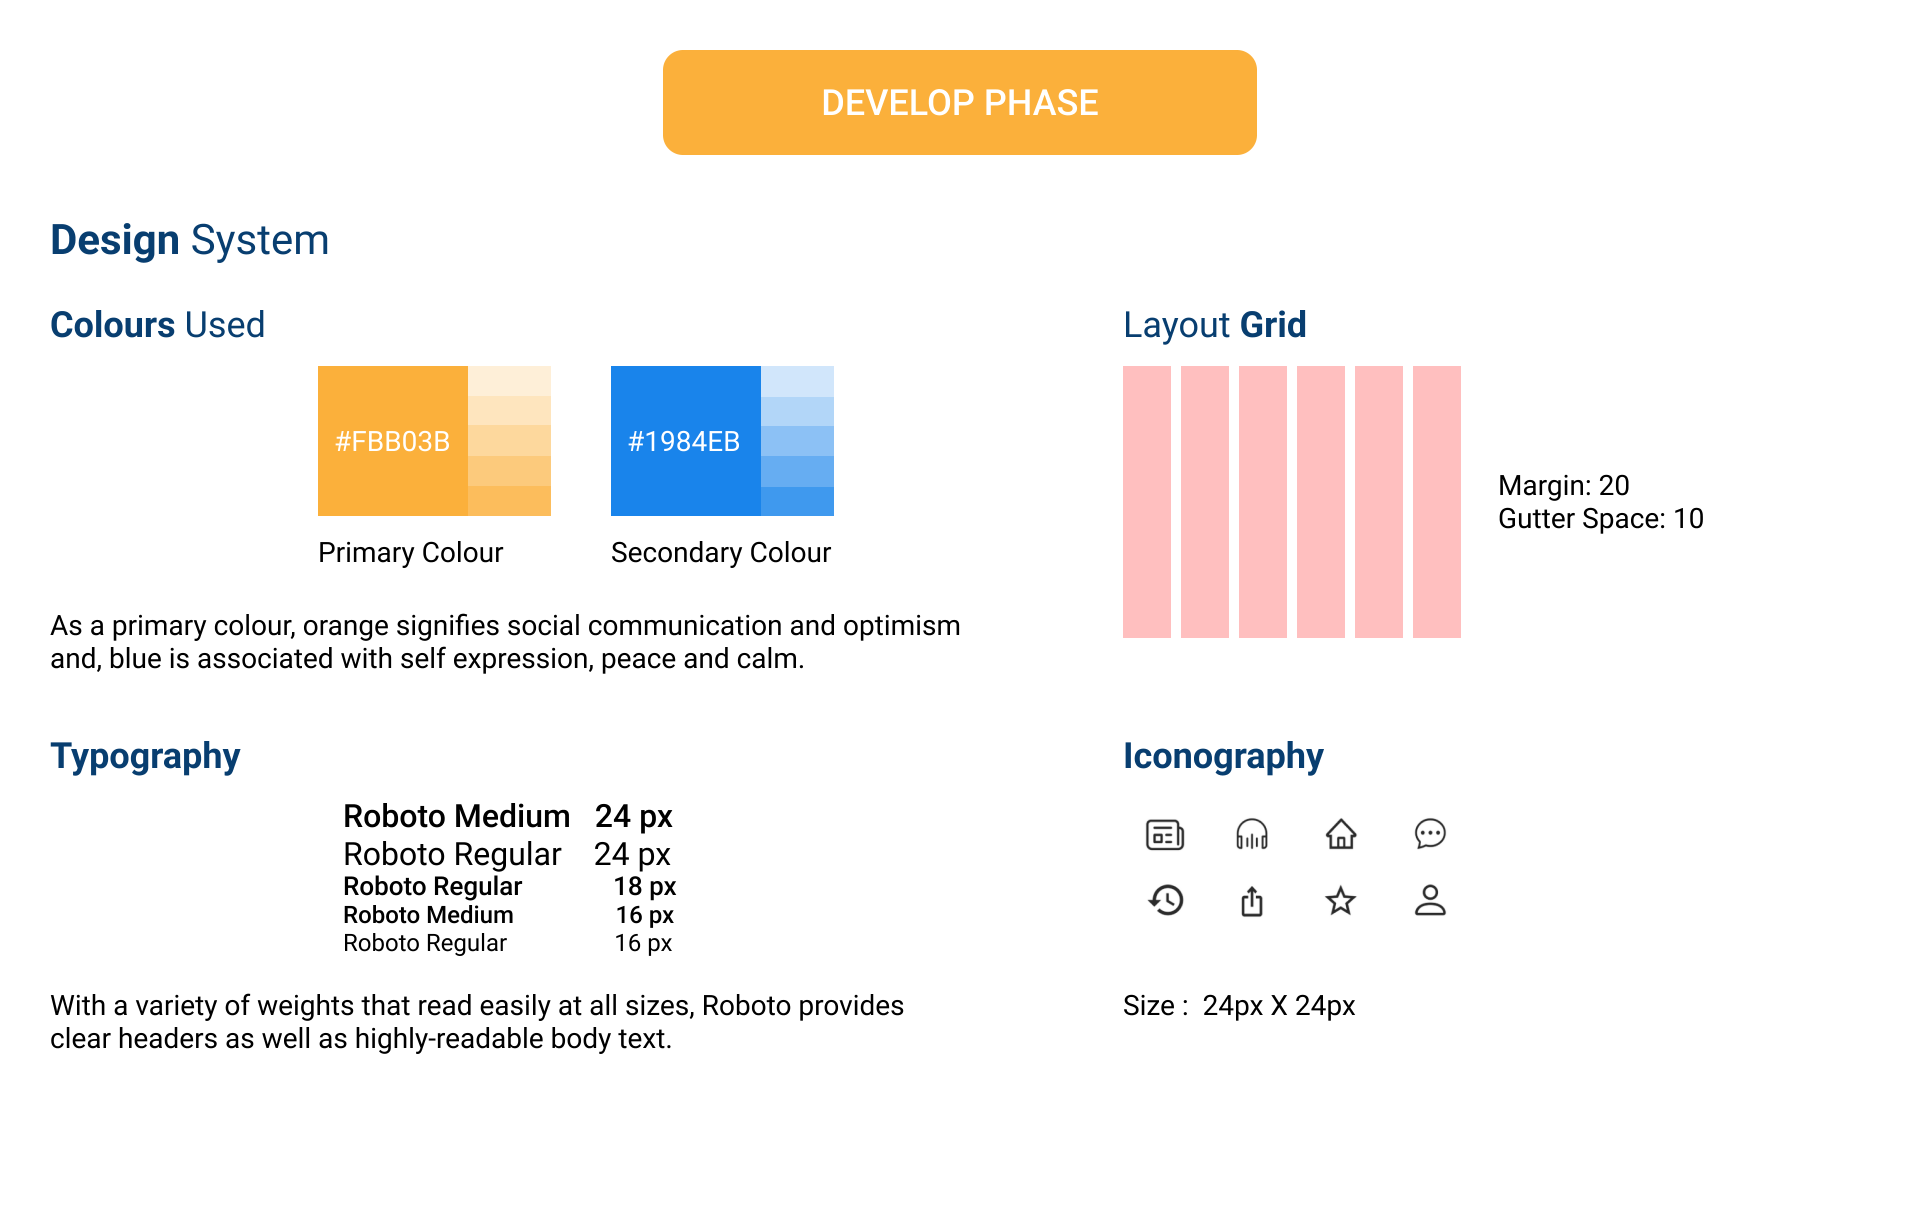 DEVELOP PHASE
Design System
Colours Used
#FBB03B
#1984EB
Primary Colour
Secondary Colour
As a primary colour, orange signifies social communication and optimism
and, blue is associated with self expression, peace and calm.
Layout Grid
Margin: 20
Gutter Space: 10
Typography
Roboto Medium 24 px
Roboto Regular 24 px
Roboto Regular 18 px
Roboto Medium 16 px
Roboto Regular 16 px
With a variety of weights that read easily at all sizes, Roboto provides
clear headers as well as highly-readable body text.
Iconography
Size : 24px X 24px